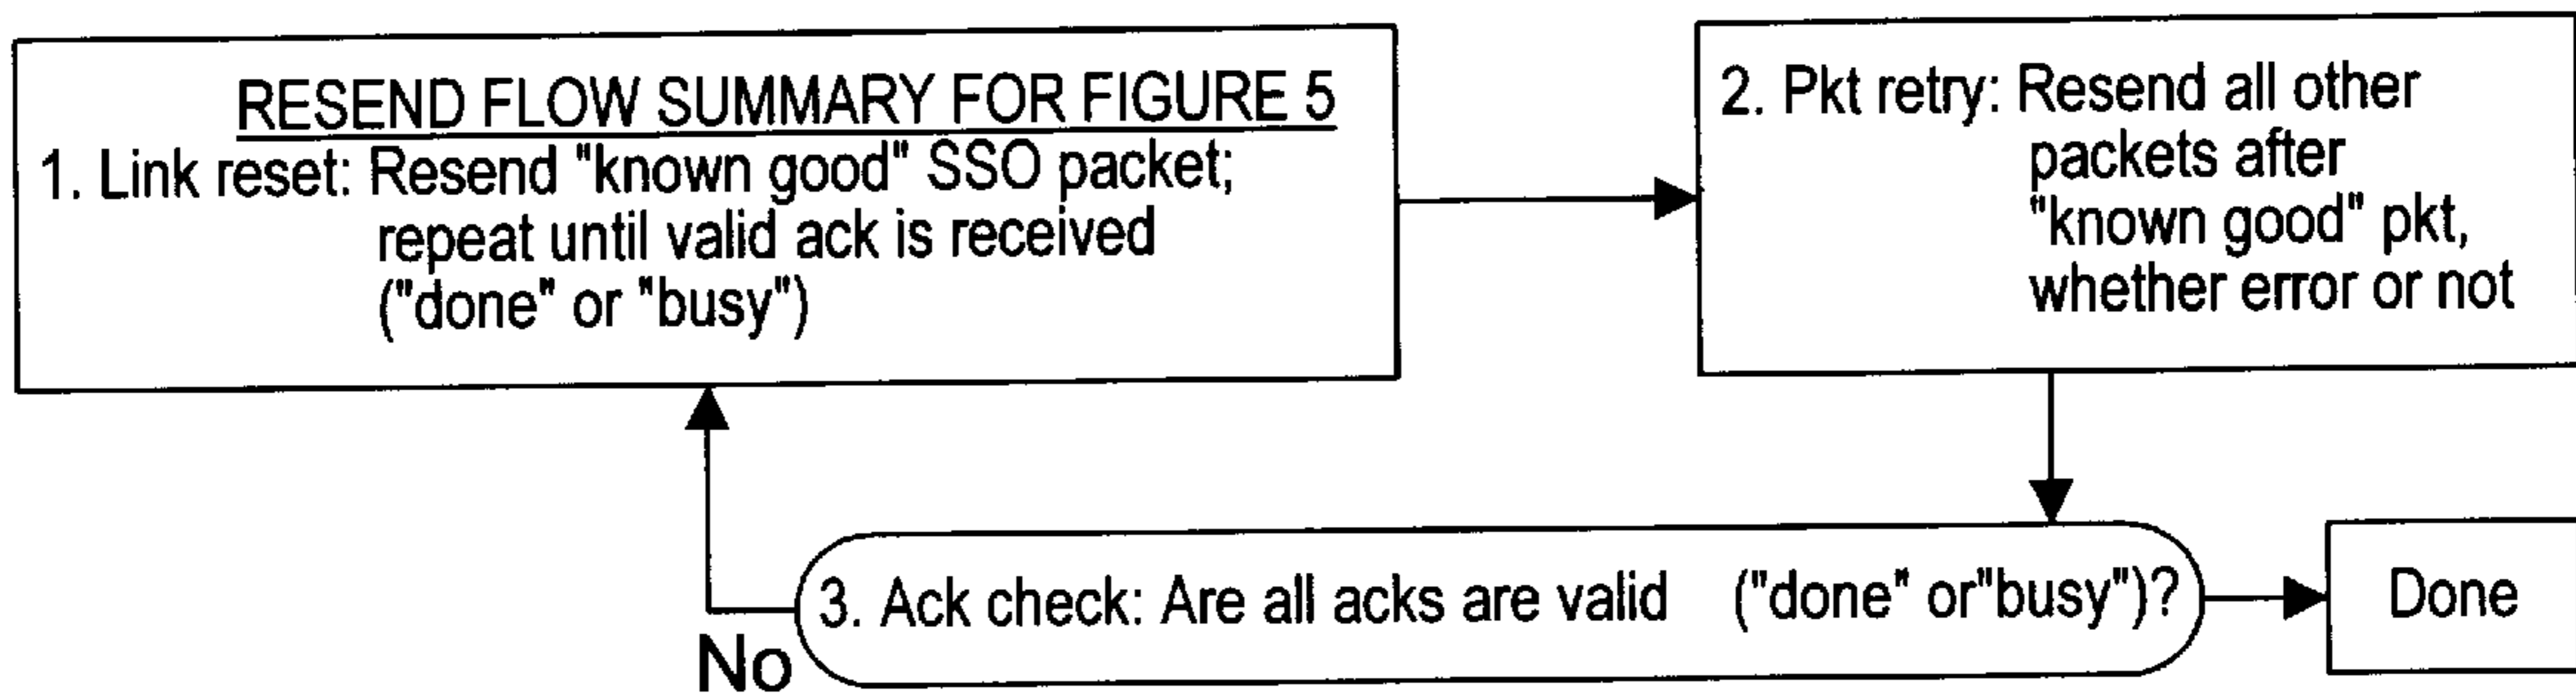 RESEND FLOW SUMMARY FOR FIGURE 5
1. Link reset: Resend "known good" SSO packet;
repeat until valid ack is received
("done" or "busy")
2. Pkt retry: Resend all other
packets after
"known good" pkt,
whether error or not
3. Ack check: Are all acks are valid ("done" or"busy")?
No
Done